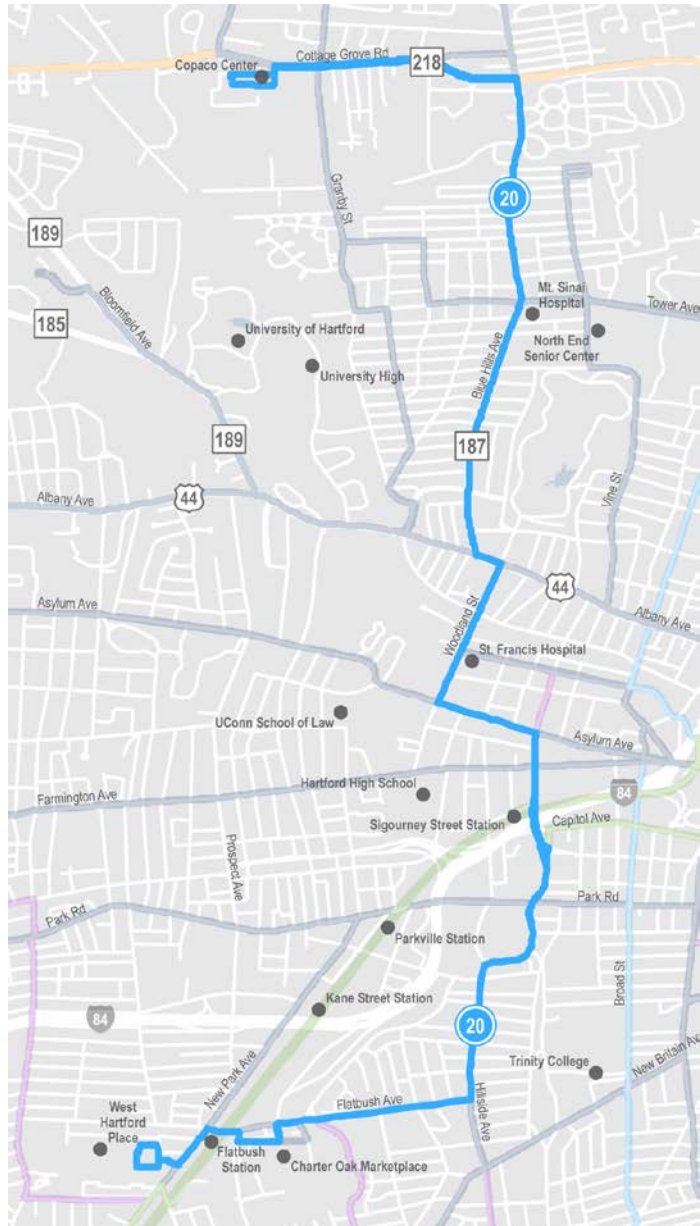 Cottage Grove Rd
Copaco Center
218
Granby St
20
189
Bloomfield Ave
185
Mt. Sinai
Hospital
Tower Ave
University of Hartford
North End
Senior Center
Blue Hills Ave
University High
189
187
Vine St
44
Albany Ave
44
Asylum Ave
Albany Ave
Woodland St
St. Francis Hospital
UConn School of Law
Asylum Ave
Hartford High School
84
Farmington Ave
Sigourney Street Station
Capitol Ave
Prospect Ave
Park Rd
Park Rd
Parkville Station
Broad St
Kane Street Station
84
20
Trinity College
New Britain Av
New Park Ave
West
Hartford
Place
Flatbush Ave
Hillside Ave
Flatbush
Station
Charter Oak Marketplace